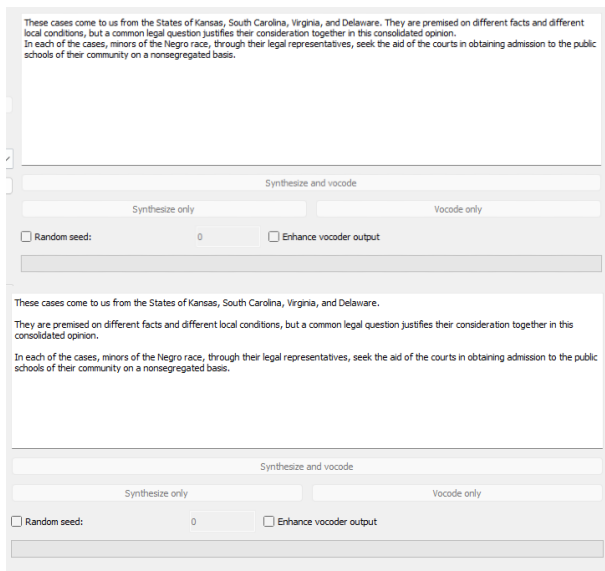 These cases come to us from the States of Kansas, South Carolina, Virginia, and Delaware. They are premised on different facts and different
local conditions, but a common legal question justifies their consideration together in this consolidated opinion.
In each of the cases, minors of the Negro race, through their legal representatives, seek the aid of the courts in obtaining admission to the public
schools of their community on a nonsegregated basis.
Synthesize and vocode
Synthesize only
Vocode only
Random seed:
0
Enhance vocoder output
These cases come to us from the States of Kansas, South Carolina, Virginia, and Delaware.
They are premised on different facts and different local conditions, but a common legal question justifies their consideration together in this
consolidated opinion.
In each of the cases, minors of the Negro race, through their legal representatives, seek the aid of the courts in obtaining admission to the public
schools of their community on a nonsegregated basis.
Synthesize and vocode
Synthesize only
Vocode only
Random seed:
0
Enhance vocoder output